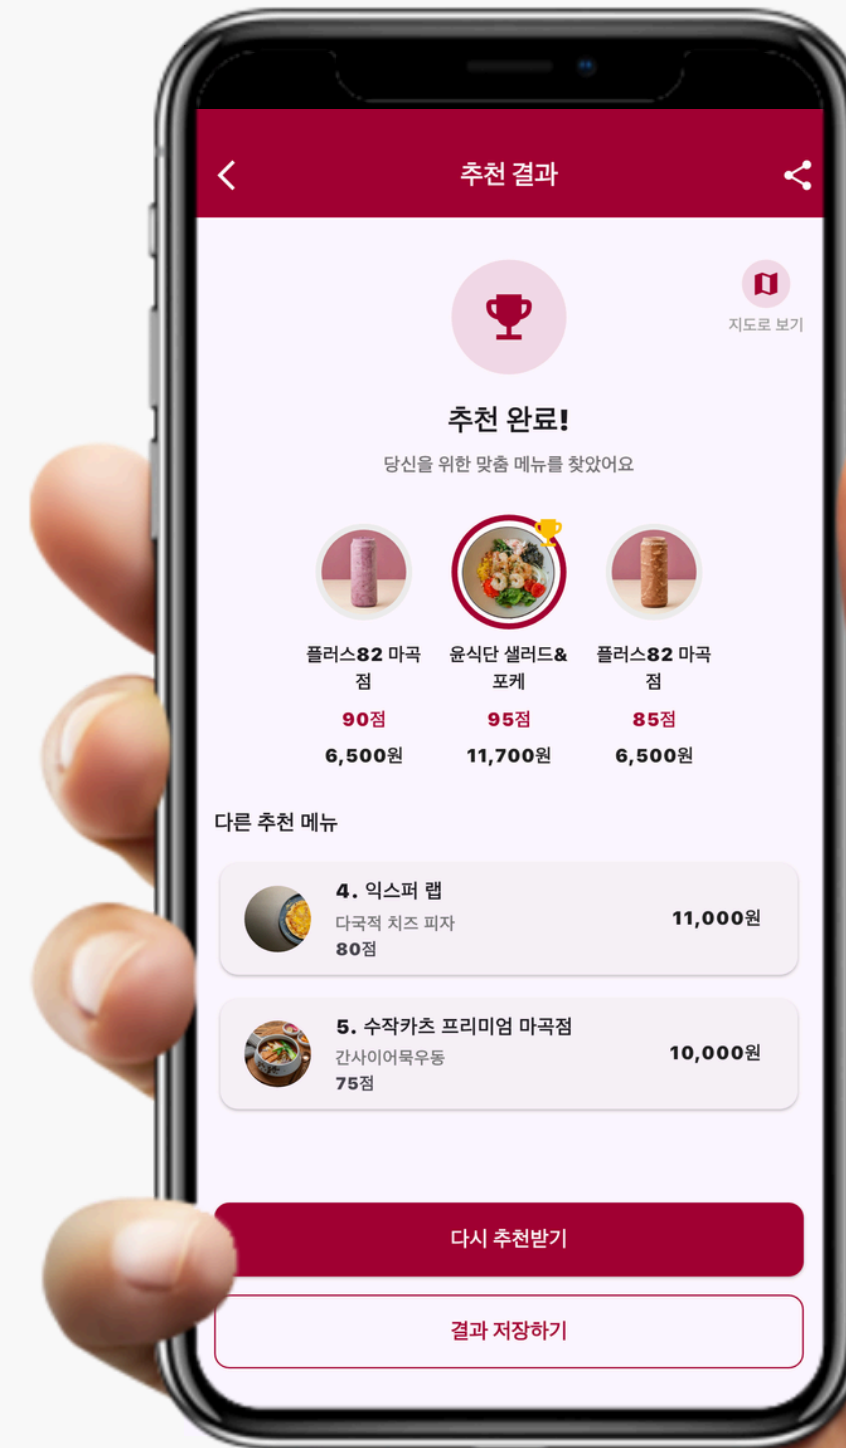 추천 결과
지도로 보기
추천 완료!
당신을 위한 맞춤 메뉴를 찾았어요
플러스82 마곡
점
90점
6,500원
윤식단 샐러드&
포케
95점
11,700원
플러스82 마곡
점
85점
6,500원
다른 추천 메뉴
4. 익스퍼 랩
다국적 치즈 피자
80점
11,000원
5. 수작카츠 프리미엄 마곡점
간사이어묵우동
75점
10,000원
다시 추천받기
결과 저장하기